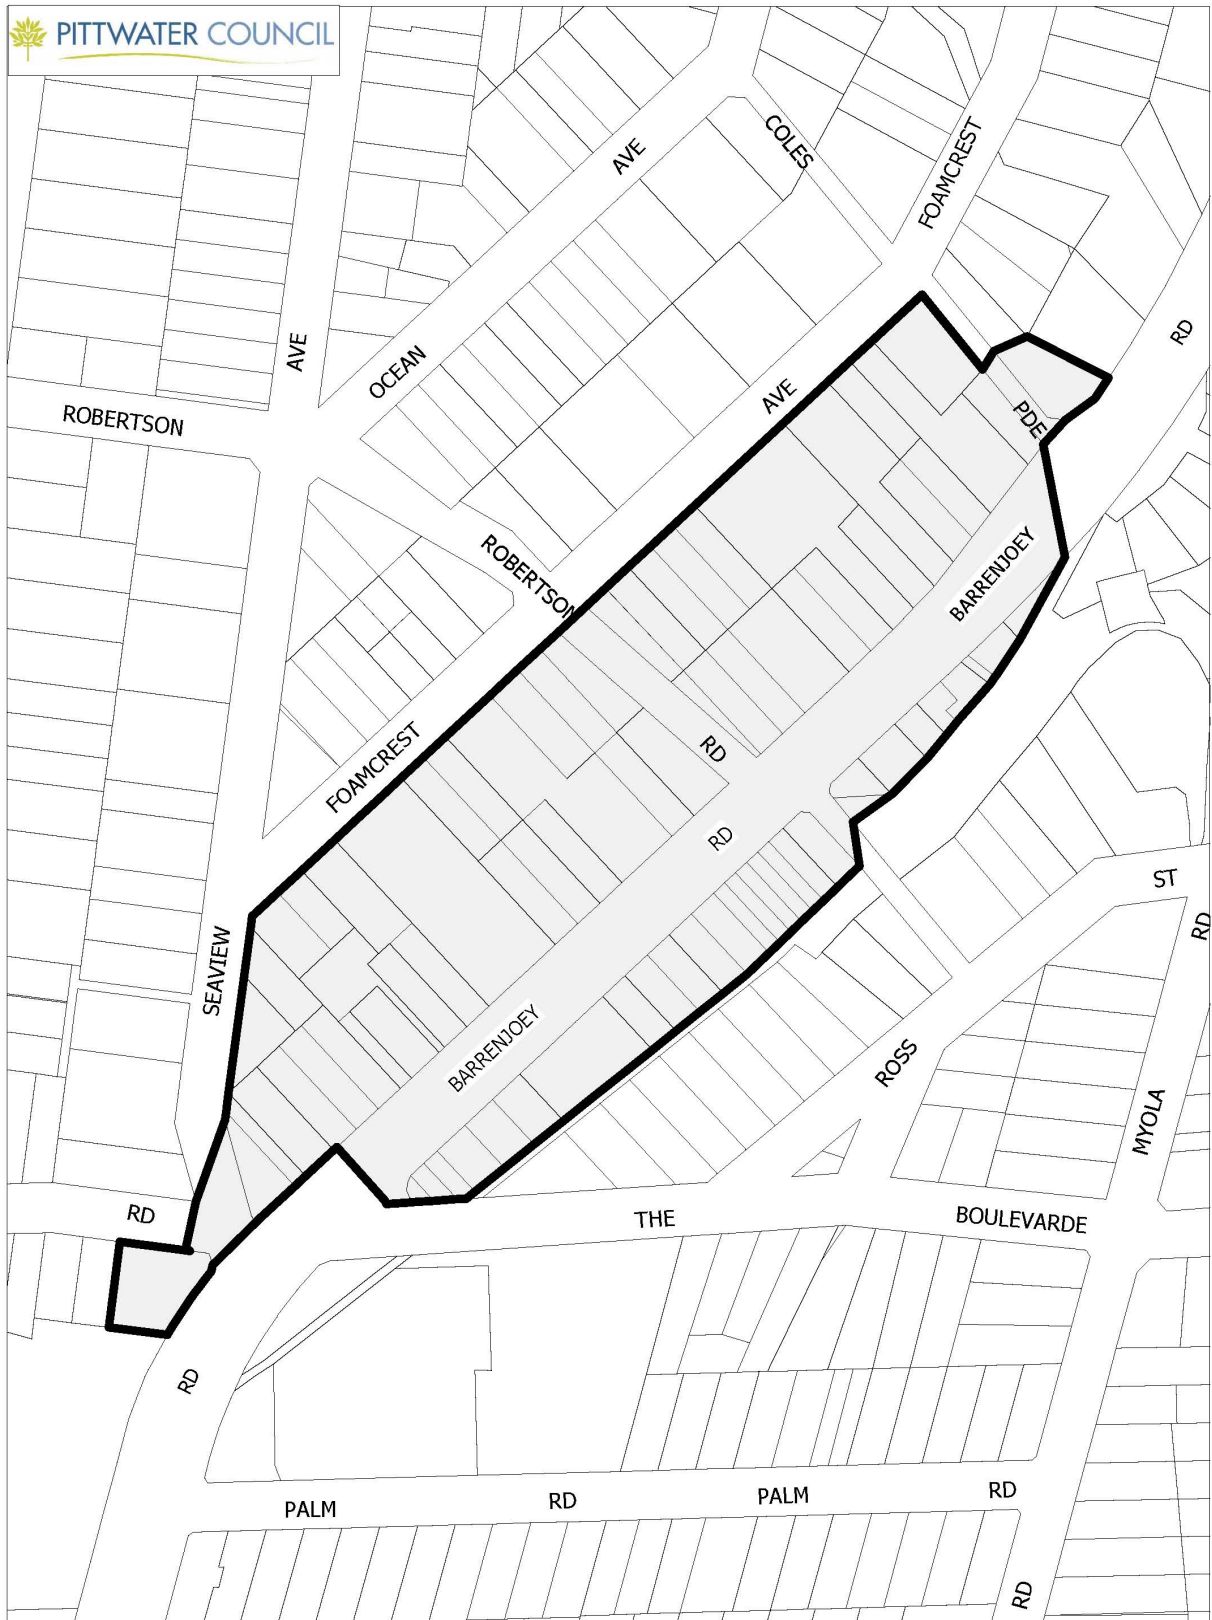 PITTWATER COUNCIL
COLES
AVE
FOAMCREST
RD
AVE
OCEAN
AVE
ROBERTSON
PDE
ROBERTSON
BARRENJOEY
RD
FOAMCREST
RD
ST
RD
SEAVIEW
BARRENJOEY
ROSS
MYOLA
RD
THE
BOULEVARDE
RD
PALM
RD
PALM
RD
RD